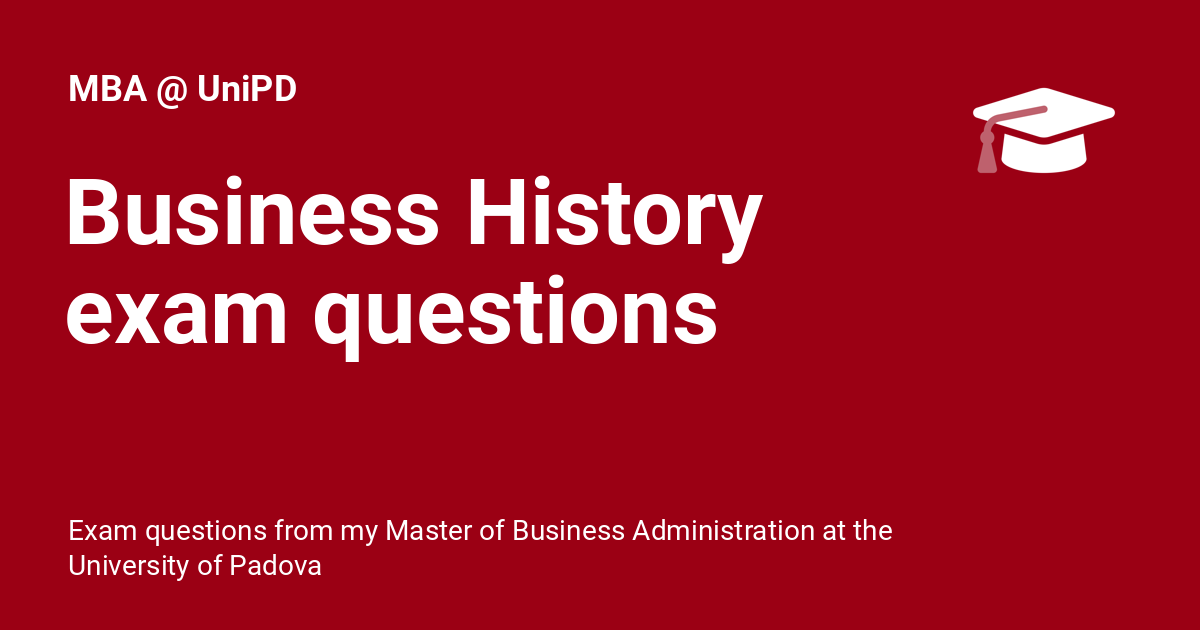 MBA @ UniPD
Business History
exam questions
Exam questions from my Master of Business Administration at the
University of Padova